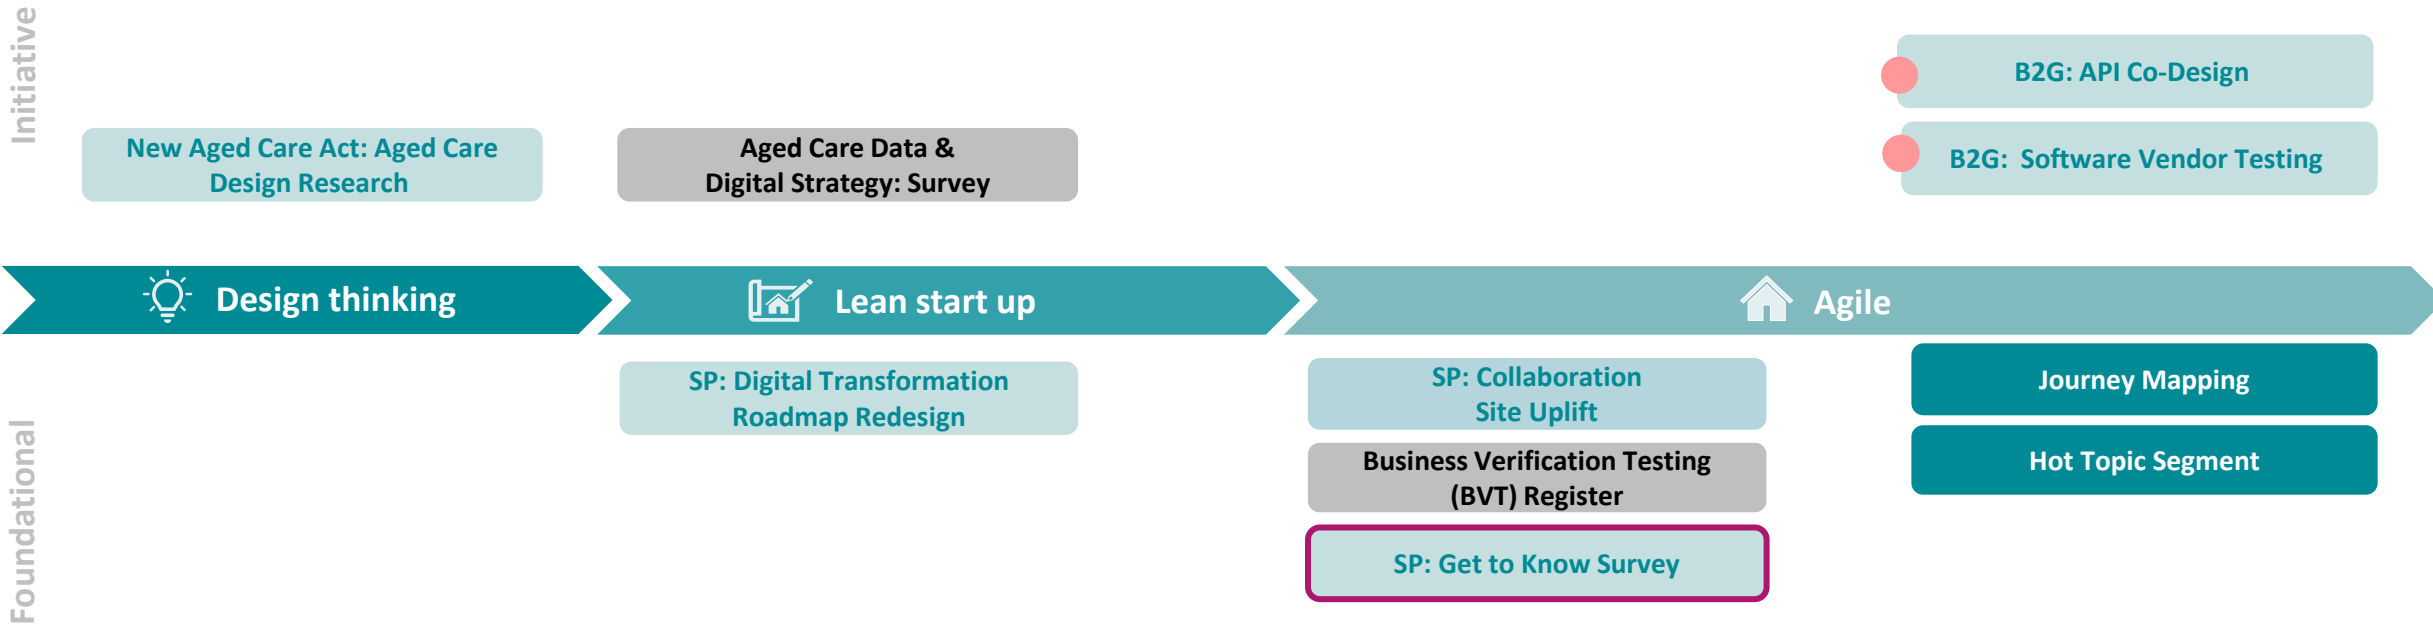 Initiative
B2G: API Co-Design
New Aged Care Act: Aged Care
Design Research
Aged Care Data &
Digital Strategy: Survey
B2G:  Software Vendor Testing
Design thinking
Lean start up
Agile
Foundational
SP: Digital Transformation
Roadmap Redesign
SP: Collaboration
Site Uplift
Business Verification Testing
(BVT) Register
SP: Get to Know Survey
Journey Mapping
Hot Topic Segment